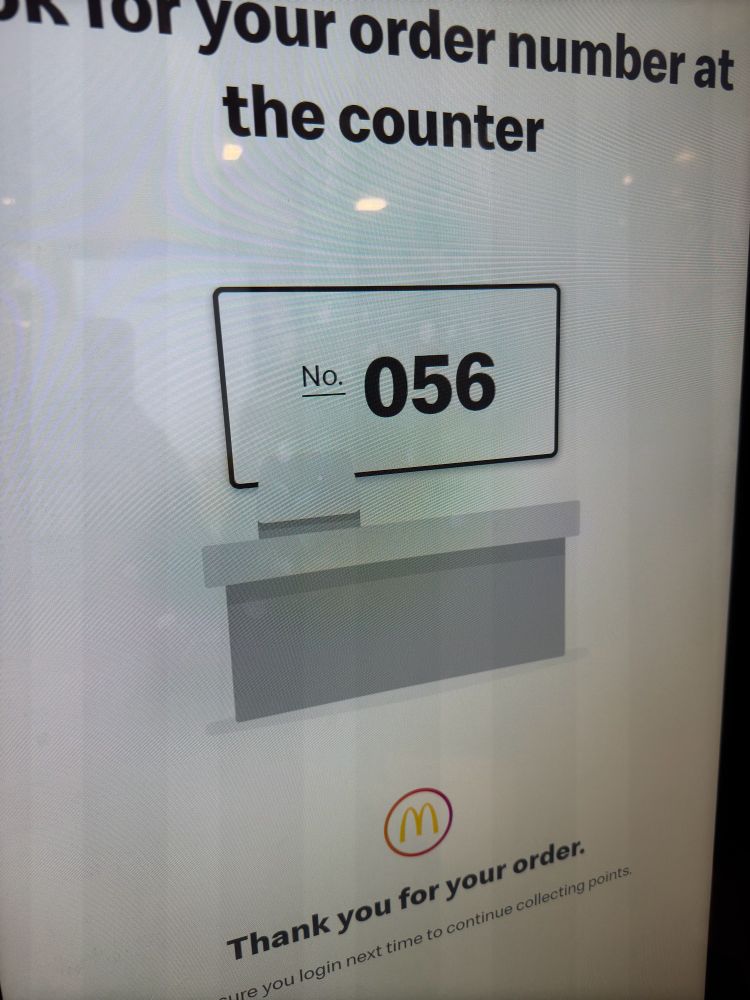 for your order number at
the counter
No. 056
Thank you for your order.
you login next time to continue collecting points.